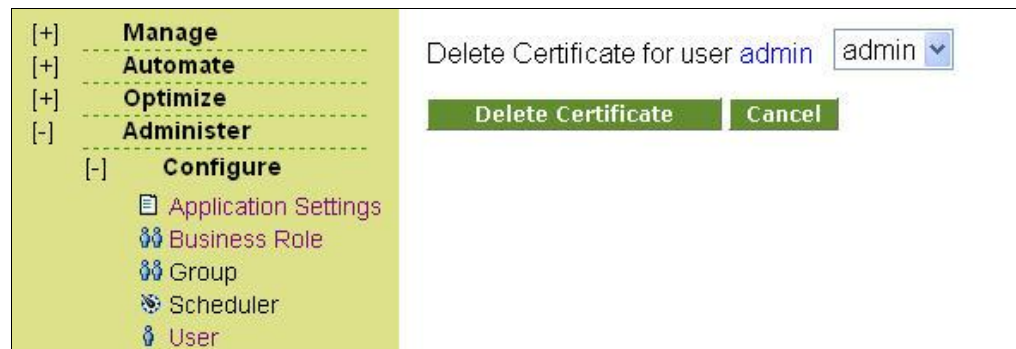 [+] Manage
[+] Automate
[+] Optimize
[-] Administer
[-] Configure
Application Settings
Business Role
Group
Scheduler
User
Delete Certificate for user admin admin
Delete Certificate Cancel